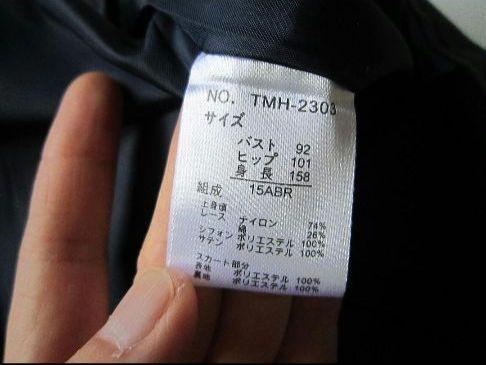 NO. TMH-2303
サイズ
バスト 92
ヒップ 101
身長 158
組成 15ABR
上身頃
レース ナイロン 74%
綿 26%
シフォン ポリエステル 100%
サテン ポリエステル 100%
スカート部分
表地 ポリエステル 100%
裏地 ポリエステル 100%